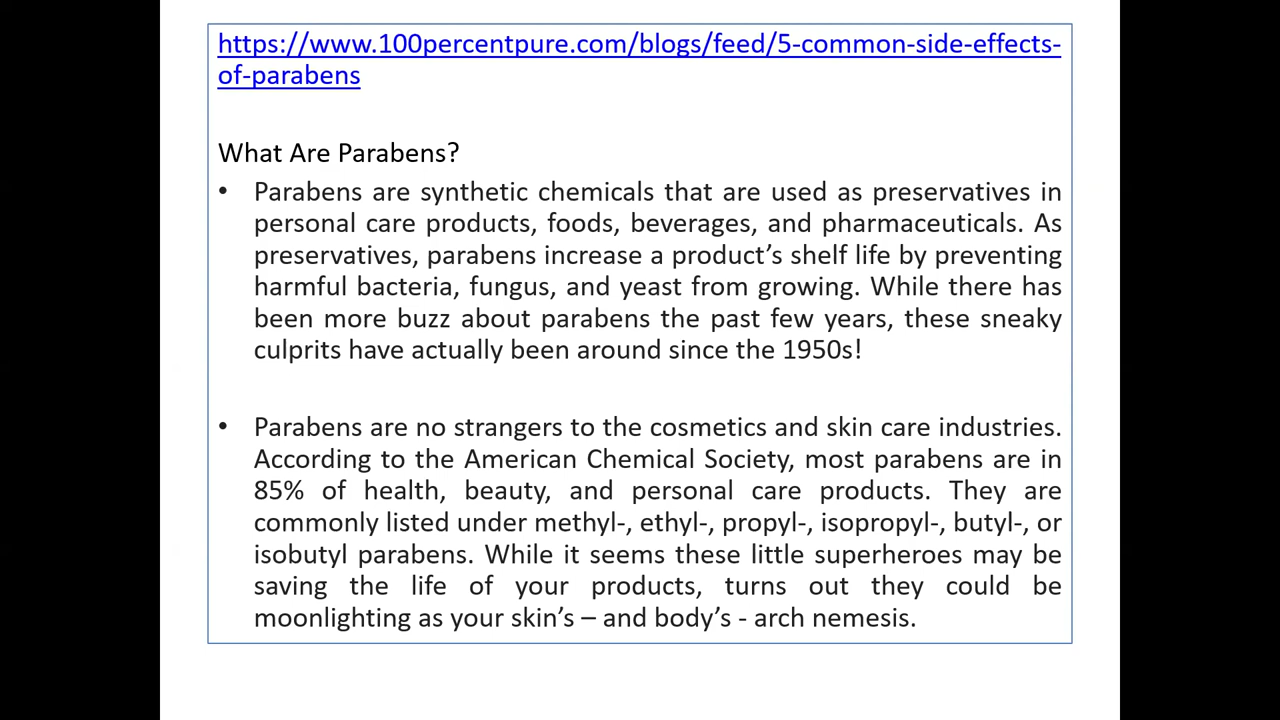 https://www.100percentpure.com/blogs/feed/5-common-side-effects-
of-parabens
What Are Parabens?
• Parabens are synthetic chemicals that are used as preservatives in
personal care products, foods, beverages, and pharmaceuticals. As
preservatives, parabens increase a product’s shelf life by preventing
harmful bacteria, fungus, and yeast from growing. While there has
been more buzz about parabens the past few years, these sneaky
culprits have actually been around since the 1950s!
• Parabens are no strangers to the cosmetics and skin care industries.
According to the American Chemical Society, most parabens are in
85% of health, beauty, and personal care products. They are
commonly listed under methyl-, ethyl-, propyl-, isopropyl-, butyl-, or
isobutyl parabens. While it seems these little superheroes may be
saving the life of your products, turns out they could be
moonlighting as your skin’s – and body’s - arch nemesis.